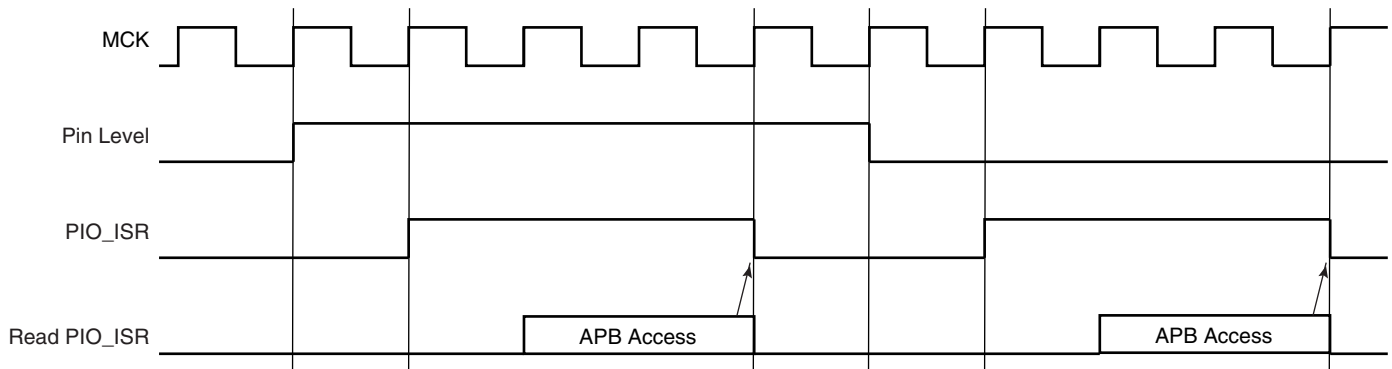 MCK
Pin Level
PIO_ISR
Read PIO_ISR
APB Access
APB Access